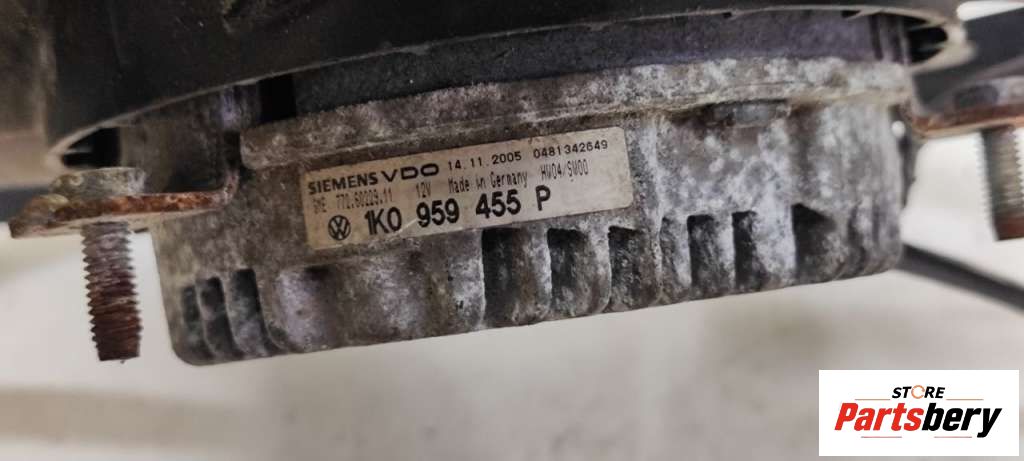 SIEMENS VDO 14.11.2005 0481342649
SME 770.60229.11 12V Made in Germany HW04/SW00
1K0 959 455 P
STORE
Partsbery